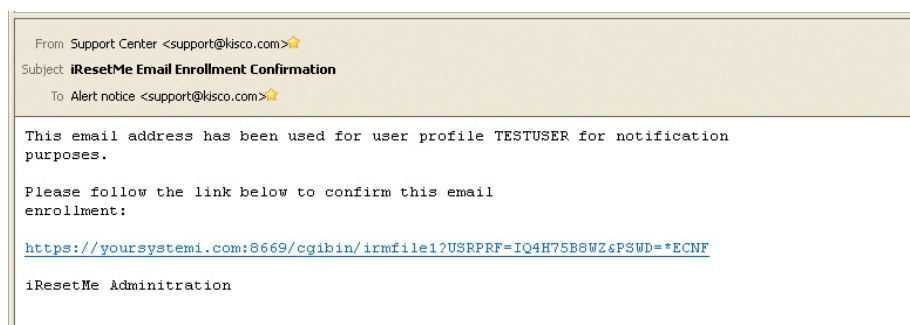 From Support Center <support@kisco.com>
Subject iResetMe Email Enrollment Confirmation
To Alert notice <support@kisco.com>
This email address has been used for user profile TESTUSER for notification
purposes.
Please follow the link below to confirm this email
enrollment:
https://yoursystemi.com:8669/cgibin/irmfile1?USRPRF=IQ4H75B8WZ&PSWD=*ECNF
iResetMe Adminitration